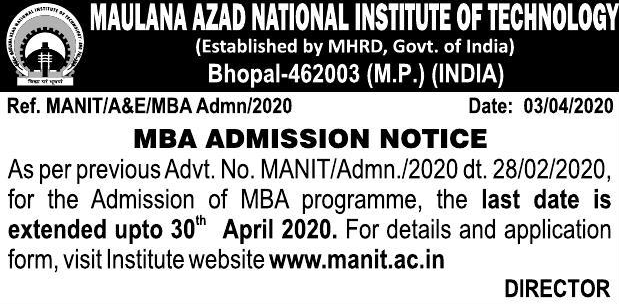 MAULANA AZAD NATIONAL INSTITUTE OF TECHNOLOGY
(Established by MHRD, Govt. of India)
Bhopal-462003 (M.P.) (INDIA)
Ref. MANIT/A&E/MBA Admn/2020 Date: 03/04/2020
MBA ADMISSION NOTICE
As per previous Advt. No. MANIT/Admn./2020 dt. 28/02/2020,
for the Admission of MBA programme, the last date is
extended upto 30th April 2020. For details and application
form, visit Institute website www.manit.ac.in
DIRECTOR